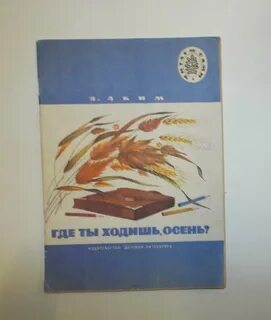 Я. АКИМ
ГДЕ ТЫ ХОДИШЬ, ОСЕНЬ?
ИЗДАТЕЛЬСТВО „ДЕТСКАЯ ЛИТЕРАТУРА“